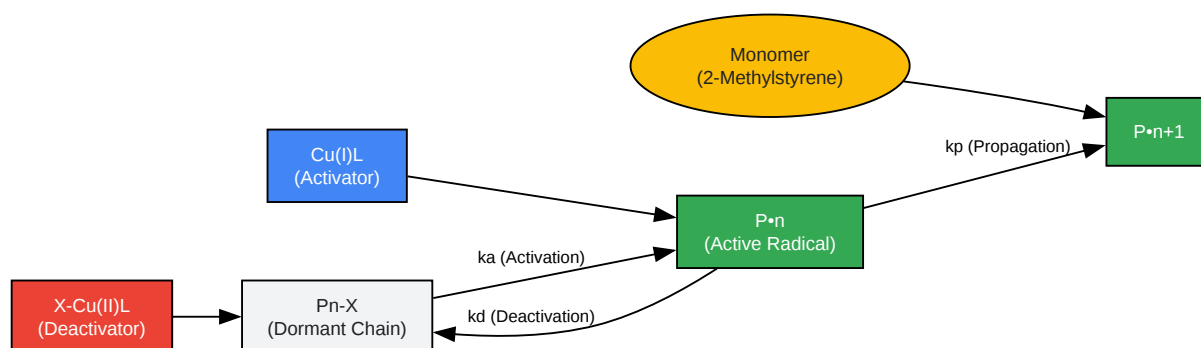 Monomer
(2-Methylstyrene)
P•n+1
kp (Propagation)
Cu(I)L
(Activator)
P•n
(Active Radical)
ka (Activation)
X-Cu(II)L
(Deactivator)
Pn-X
(Dormant Chain)
kd (Deactivation)